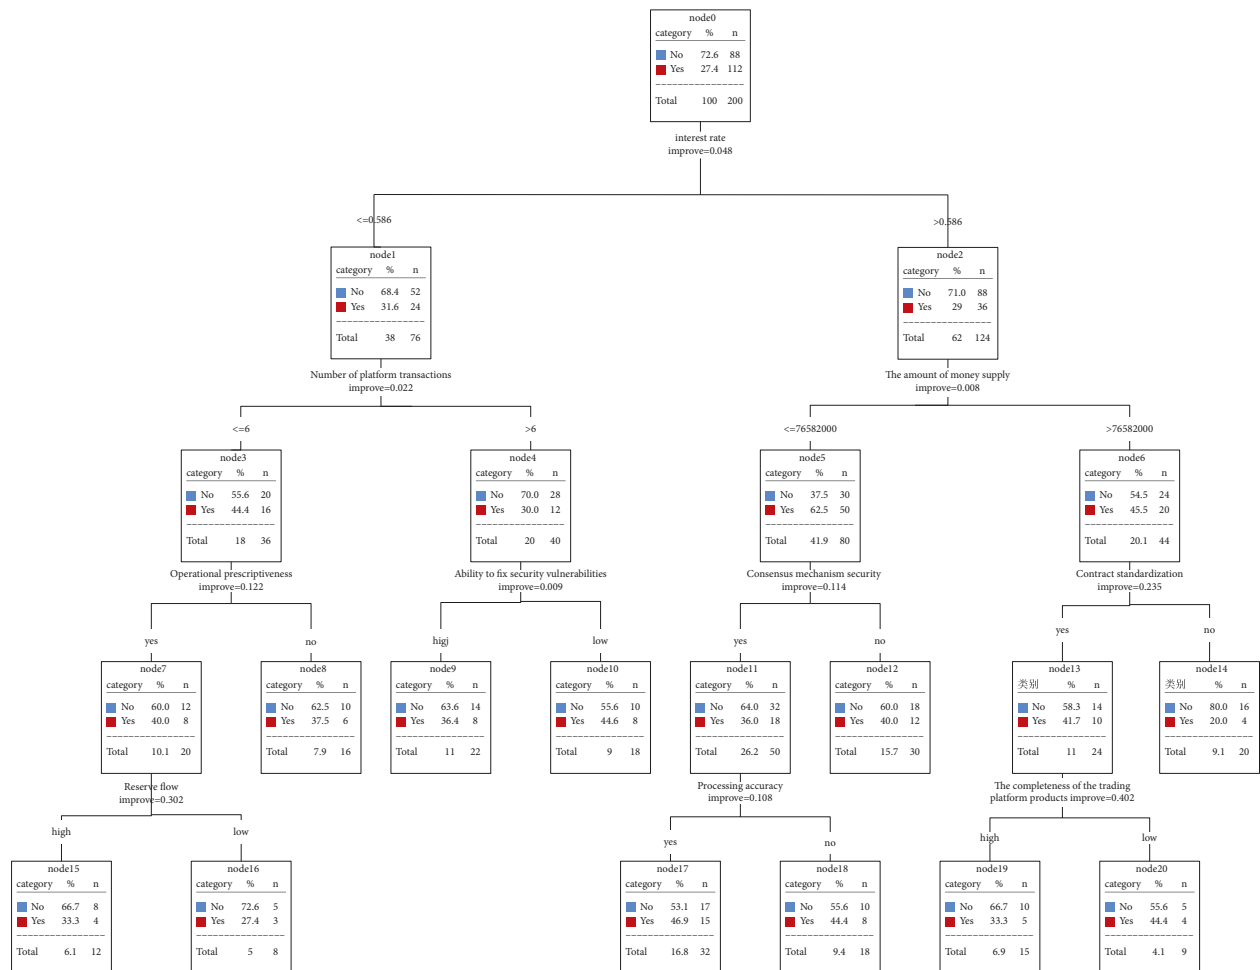 node0
category % n
No 72.6 88
Yes 27.4 112
Total 100 200
interest rate
improve=0.048
<=0.586
>0.586
node1
category % n
No 68.4 52
Yes 31.6 24
Total 38 76
Number of platform transactions
improve=0.022
node2
category % n
No 71.0 88
Yes 29 36
Total 62 124
The amount of money supply
improve=0.008
<=6
>6
<=76582000
>76582000
node3
category % n
No 55.6 20
Yes 44.4 16
Total 18 36
Operational prescriptiveness
improve=0.122
node4
category % n
No 70.0 28
Yes 30.0 12
Total 20 40
Ability to fix security vulnerabilities
improve=0.009
node5
category % n
No 37.5 30
Yes 62.5 50
Total 41.9 80
Consensus mechanism security
improve=0.114
node6
category % n
No 54.5 24
Yes 45.5 20
Total 20.1 44
Contract standardization
improve=0.235
yes
no
higj
low
yes
no
yes
no
node7
category % n
No 60.0 12
Yes 40.0 8
Total 10.1 20
Reserve flow
improve=0.302
node8
category % n
No 62.5 10
Yes 37.5 6
Total 7.9 16
node9
category % n
No 63.6 14
Yes 36.4 8
Total 11 22
node10
category % n
No 55.6 10
Yes 44.6 8
Total 9 18
node11
category % n
No 64.0 32
Yes 36.0 18
Total 26.2 50
Processing accuracy
improve=0.108
node12
category % n
No 60.0 18
Yes 40.0 12
Total 15.7 30
node13
类别 % n
No 58.3 14
Yes 41.7 10
Total 11 24
The completeness of the trading
platform products improve=0.402
node14
类别 % n
No 80.0 16
Yes 20.0 4
Total 9.1 20
high
low
yes
no
high
low
node15
category % n
No 66.7 8
Yes 33.3 4
Total 6.1 12
node16
category % n
No 72.6 5
Yes 27.4 3
Total 5 8
node17
category % n
No 53.1 17
Yes 46.9 15
Total 16.8 32
node18
category % n
No 55.6 10
Yes 44.4 8
Total 9.4 18
node19
category % n
No 66.7 10
Yes 33.3 5
Total 6.9 15
node20
category % n
No 55.6 5
Yes 44.4 4
Total 4.1 9